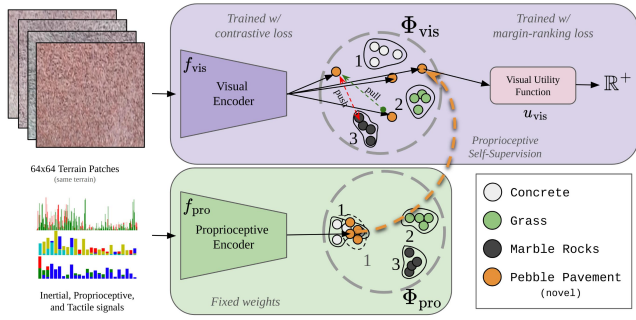 Trained w/
contrastive loss
Φvis
Trained w/
margin-ranking loss
fvis
Visual
Encoder
1
push
pull
2
3
Visual Utility
Function
uvis
ℝ+
Proprioceptive
Self-Supervision
64x64 Terrain Patches
(same terrain)
fpro
Proprioceptive
Encoder
1
1
2
3
Φpro
Fixed weights
Inertial, Proprioceptive,
and Tactile signals
Concrete
Grass
Marble Rocks
Pebble Pavement
(novel)